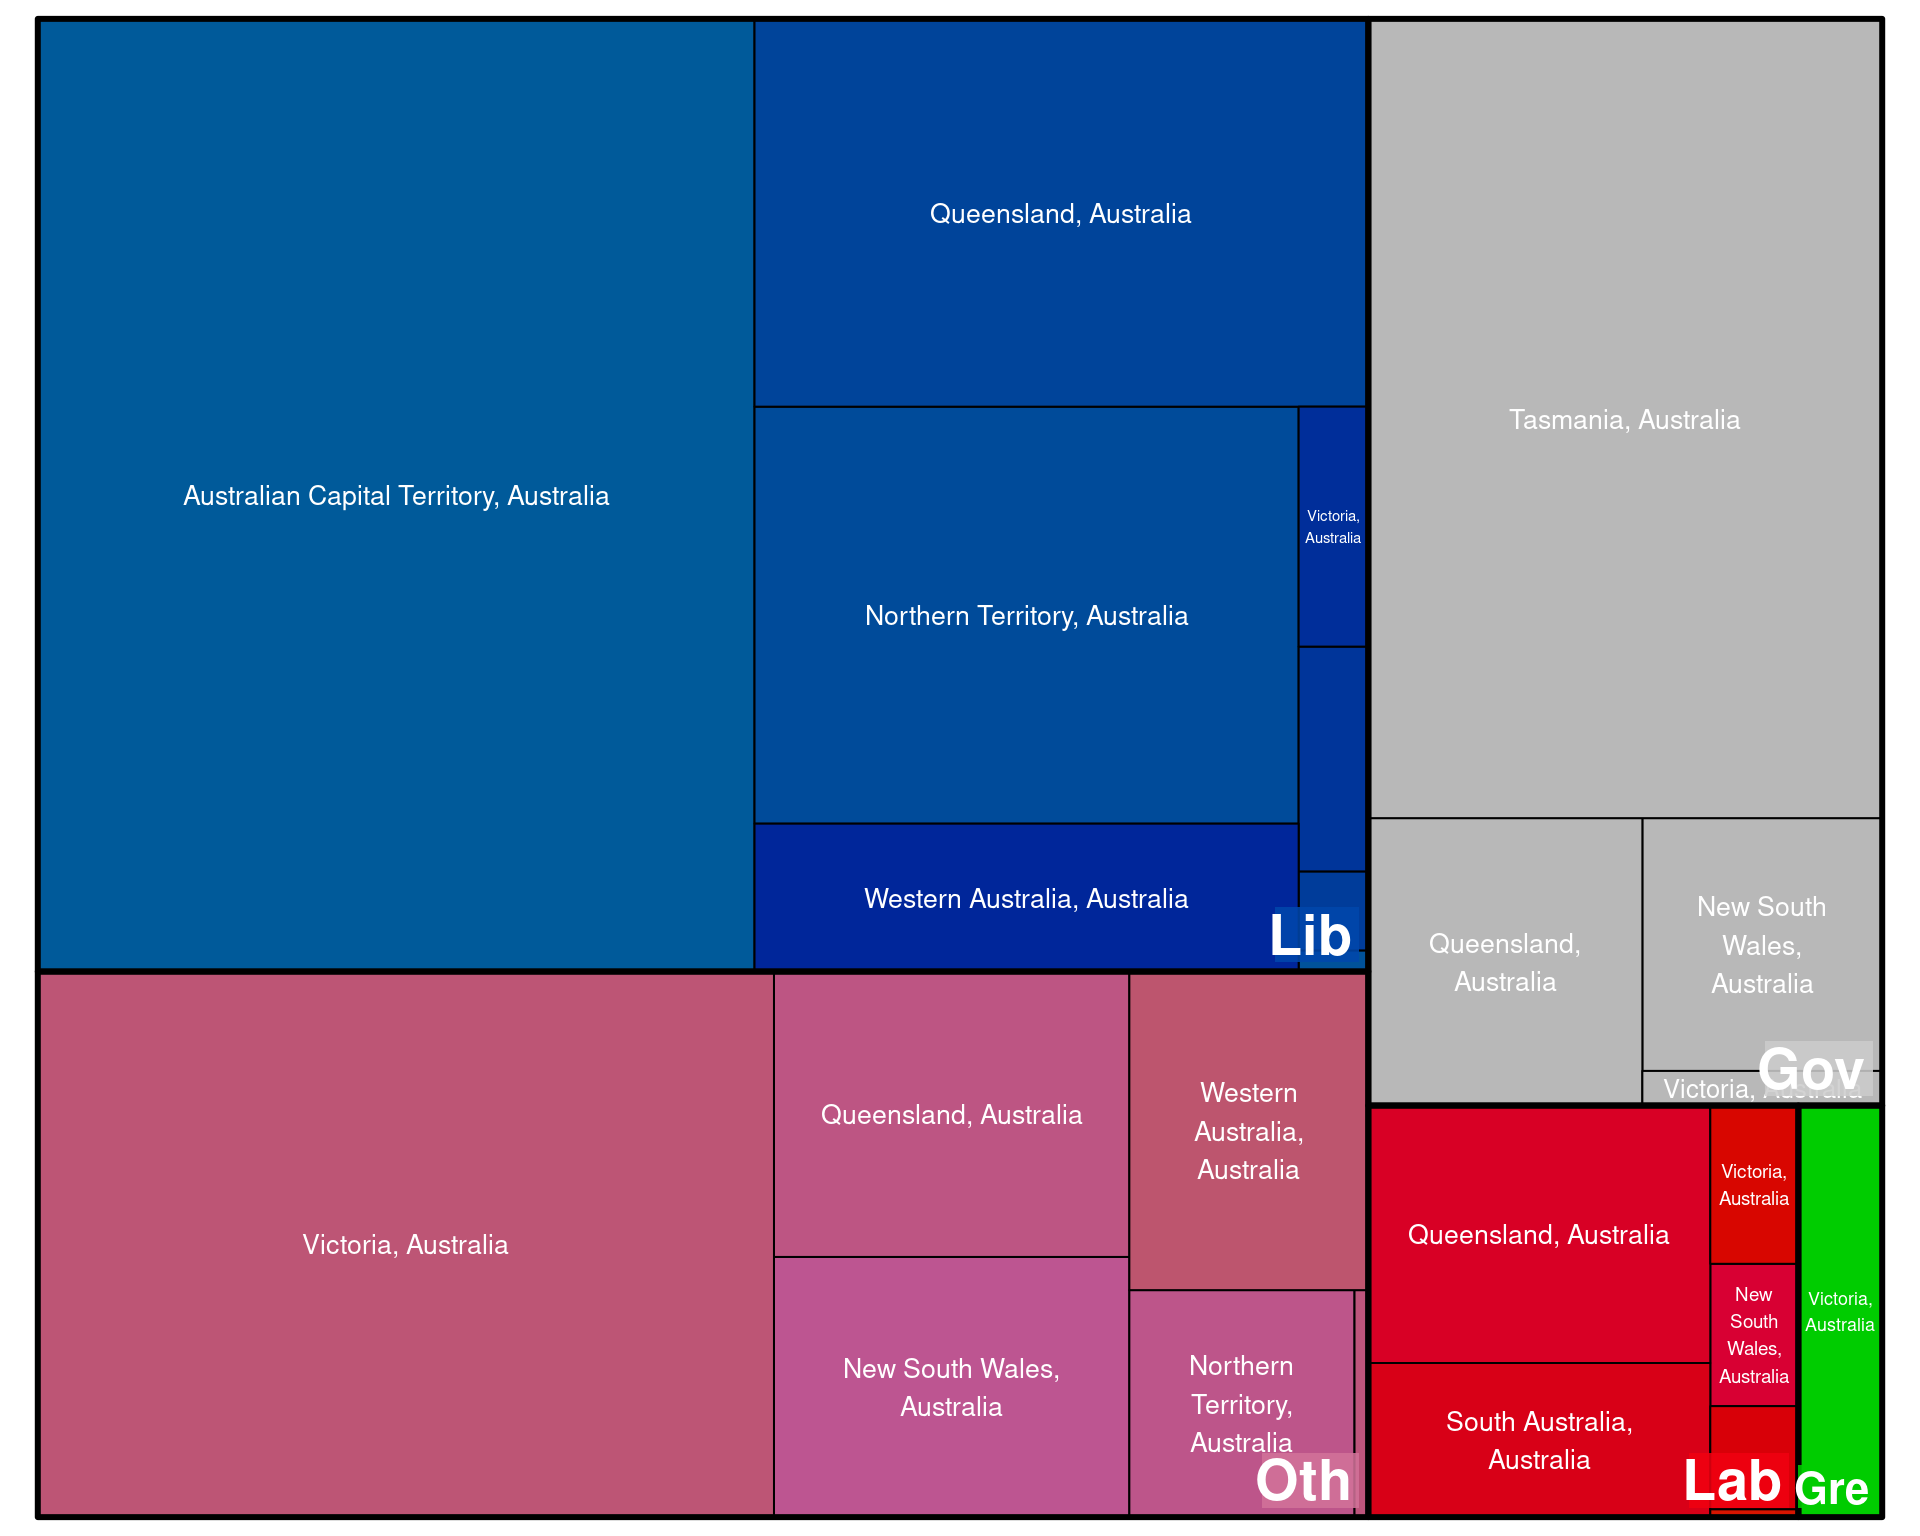 Australian Capital Territory, Australia
Queensland, Australia
Northern Territory, Australia
Victoria,
Australia
Western Australia, Australia
Lib
Tasmania, Australia
Queensland,
Australia
New South
Wales,
Australia
Victoria, Australia
Gov
Victoria, Australia
Queensland, Australia
New South Wales,
Australia
Western
Australia,
Australia
Northern
Territory,
Australia
Oth
Queensland, Australia
South Australia,
Australia
Victoria,
Australia
New
South
Wales,
Australia
Lab
Victoria,
Australia
Gre